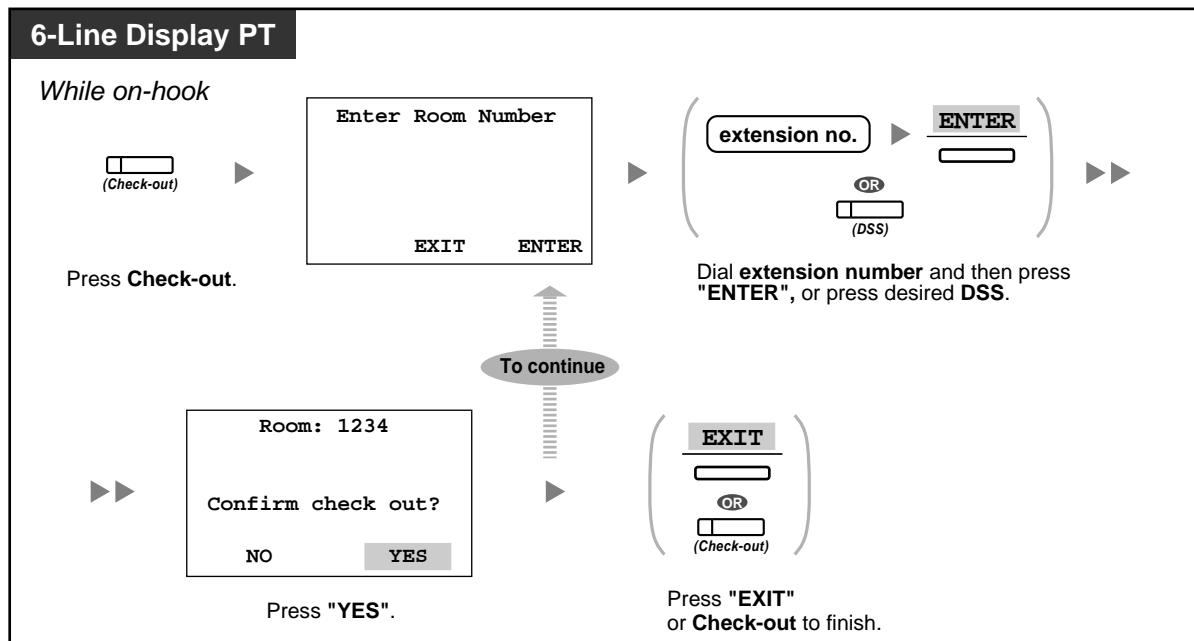 6-Line Display PT
While on-hook
(Check-out)
Press Check-out.
Enter Room Number
EXIT ENTER
extension no.
ENTER
OR
(DSS)
Dial extension number and then press
"ENTER", or press desired DSS.
To continue
Room: 1234
Confirm check out?
NO YES
Press "YES".
EXIT
OR
(Check-out)
Press "EXIT"
or Check-out to finish.